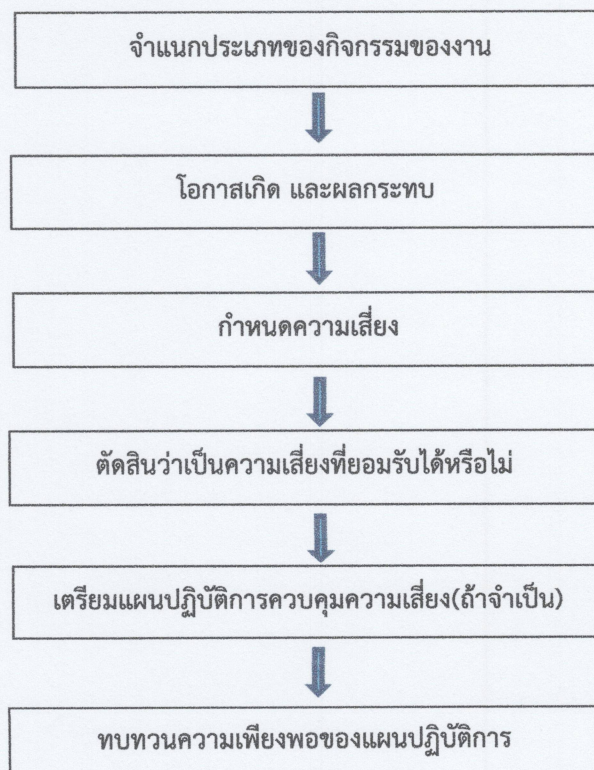 จำแนกประเภทของกิจกรรมของงาน
โอกาสเกิด และผลกระทบ
กำหนดความเสี่ยง
ตัดสินว่าเป็นความเสี่ยงที่ยอมรับได้หรือไม่
เตรียมแผนปฏิบัติการควบคุมความเสี่ยง(ถ้าจำเป็น)
ทบทวนความเพียงพอของแผนปฏิบัติการ